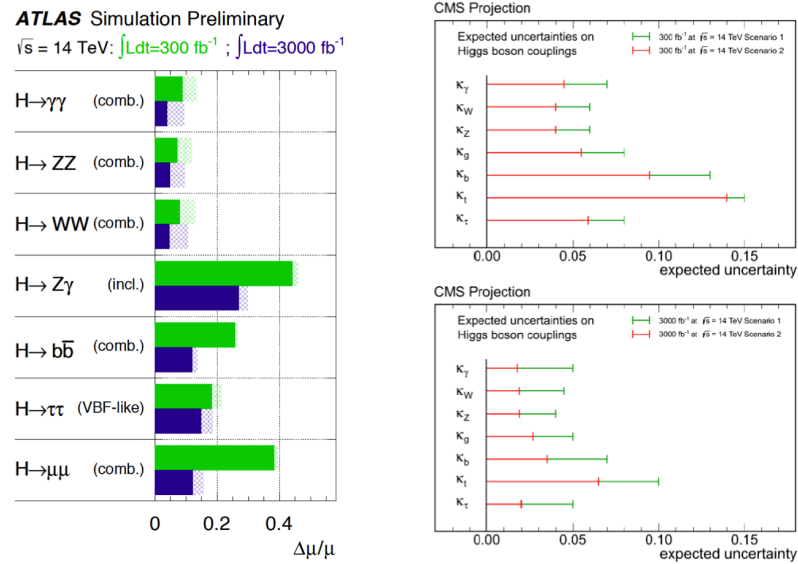 ATLAS Simulation Preliminary
√s = 14 TeV: ∫Ldt=300 fb⁻¹ ; ∫Ldt=3000 fb⁻¹
H→γγ (comb.)
H→ ZZ (comb.)
H→ WW (comb.)
H→ Zγ (incl.)
H→ bb̅ (comb.)
H→ττ (VBF-like)
H→μμ (comb.)
0 0.2 0.4
Δμ/μ
CMS Projection
Expected uncertainties on
Higgs boson couplings
300 fb⁻¹ at √s = 14 TeV Scenario 1
300 fb⁻¹ at √s = 14 TeV Scenario 2
κγ
κW
κZ
κg
κb
κt
κτ
0.00 0.05 0.10 0.15
expected uncertainty
CMS Projection
Expected uncertainties on
Higgs boson couplings
3000 fb⁻¹ at √s = 14 TeV Scenario 1
3000 fb⁻¹ at √s = 14 TeV Scenario 2
κγ
κW
κZ
κg
κb
κt
κτ
0.00 0.05 0.10 0.15
expected uncertainty